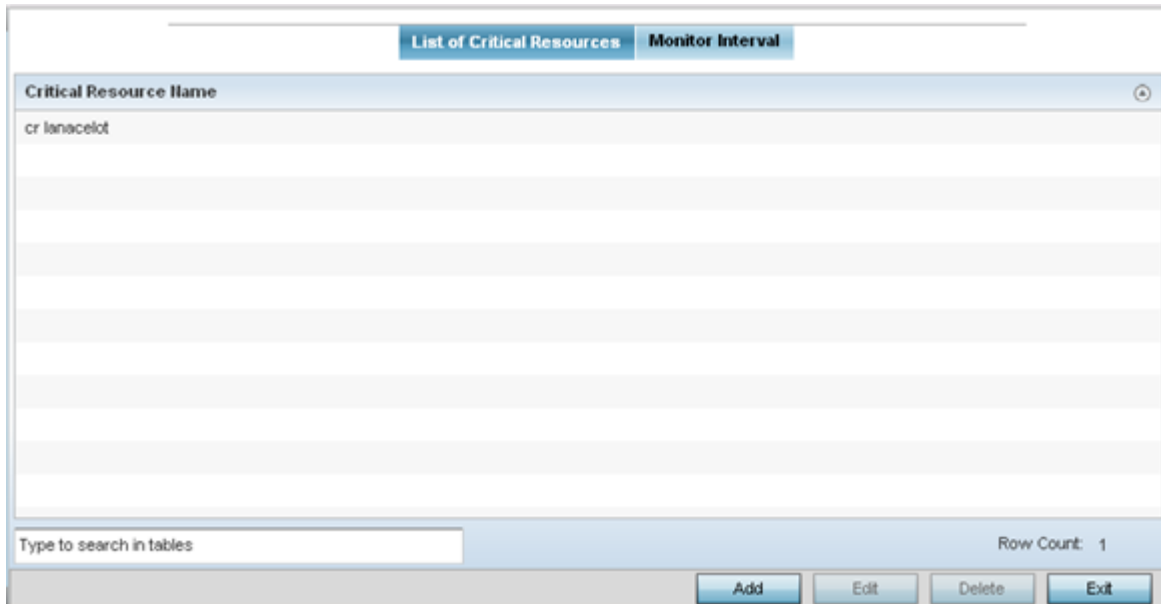 List of Critical Resources Monitor Interval
Critical Resource Name
cr lanacelot
Type to search in tables Row Count: 1
Add Edit Delete Exit